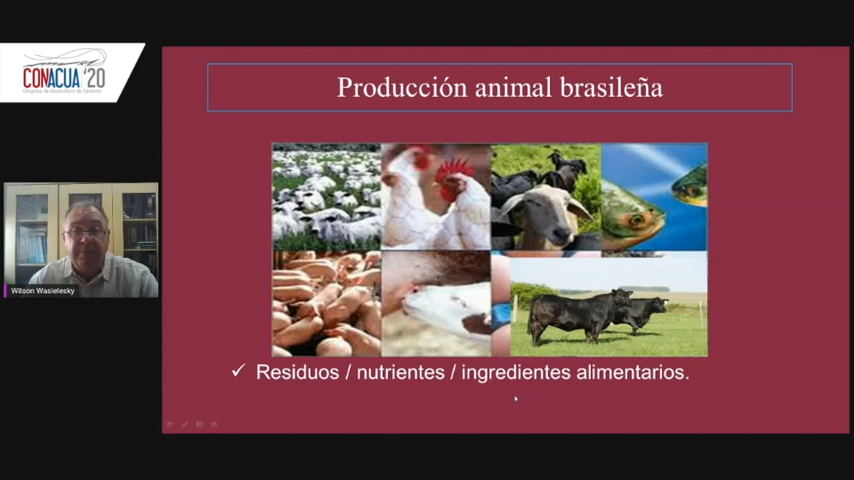 CONACUA '20
Congreso de Acuacultura de Camarón
Producción animal brasileña
Wilson Wasielesky
✓ Residuos / nutrientes / ingredientes alimentarios.